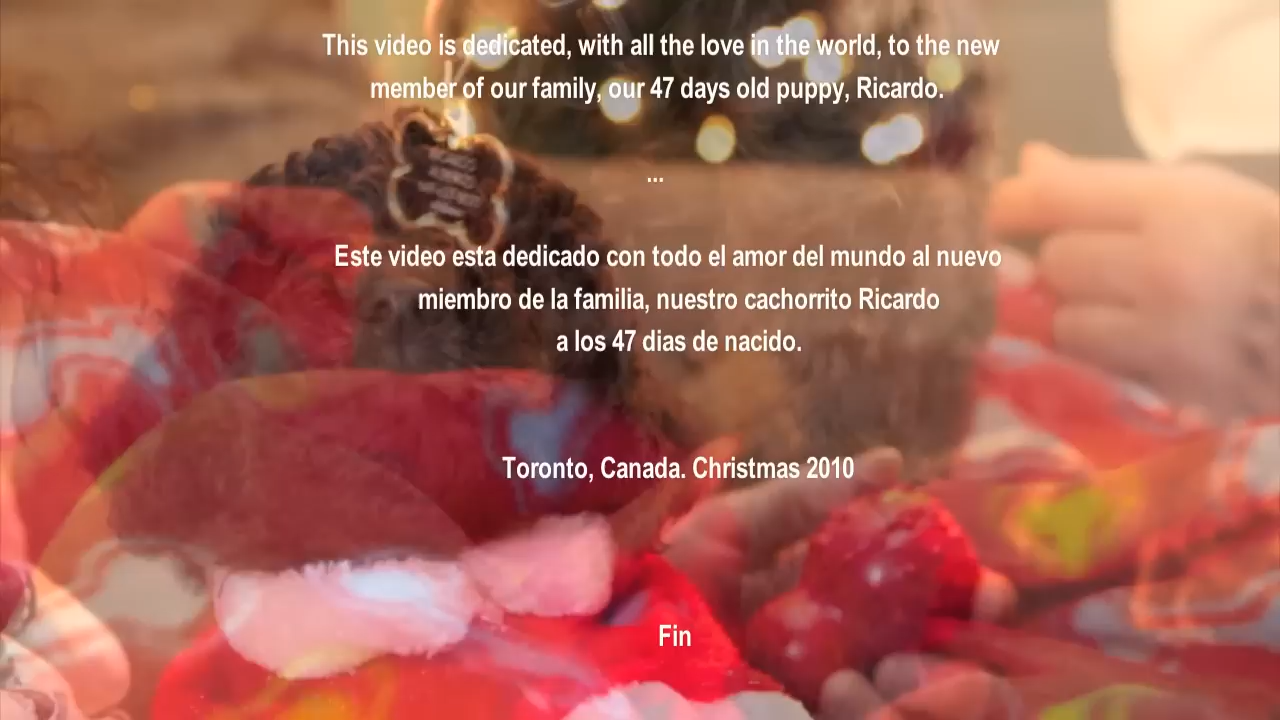 This video is dedicated, with all the love in the world, to the new
member of our family, our 47 days old puppy, Ricardo.
...
Este video esta dedicado con todo el amor del mundo al nuevo
miembro de la familia, nuestro cachorrito Ricardo
a los 47 dias de nacido.
Toronto, Canada. Christmas 2010
Fin